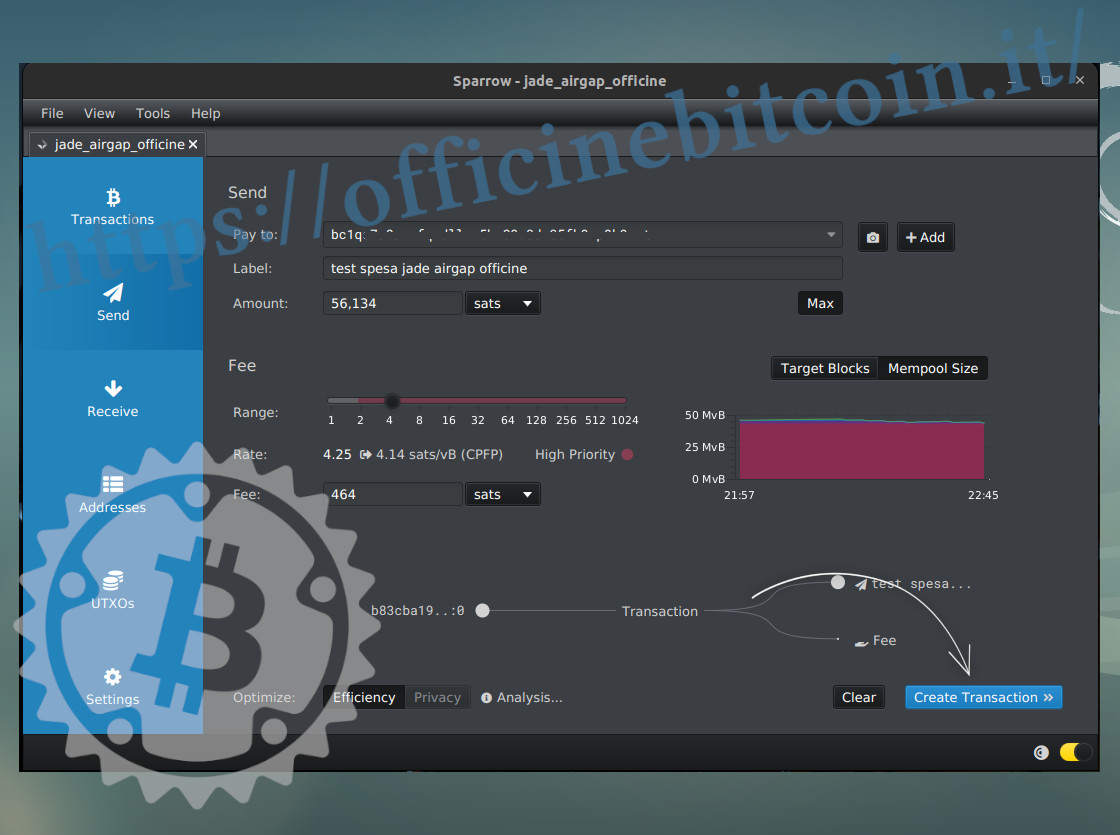 https://officinebitcoin.it/
Sparrow - jade_airgap_officine
File View Tools Help
jade_airgap_officine
Transactions
Send
Receive
Addresses
UTXOs
Settings
Send
Pay to: bc1q
+ Add
Label: test spesa jade airgap officine
Amount: 56,134 sats Max
Fee
Target Blocks Mempool Size
Range:
1 2 4 8 16 32 64 128 256 512 1024
Rate: 4.25 4.14 sats/vB (CPFP) High Priority
Fee: 464 sats
50 MvB
25 MvB
0 MvB
21:57 22:45
b83cba19..:0 Transaction test spesa...
Fee
Optimize: Efficiency Privacy Analysis... Clear Create Transaction »